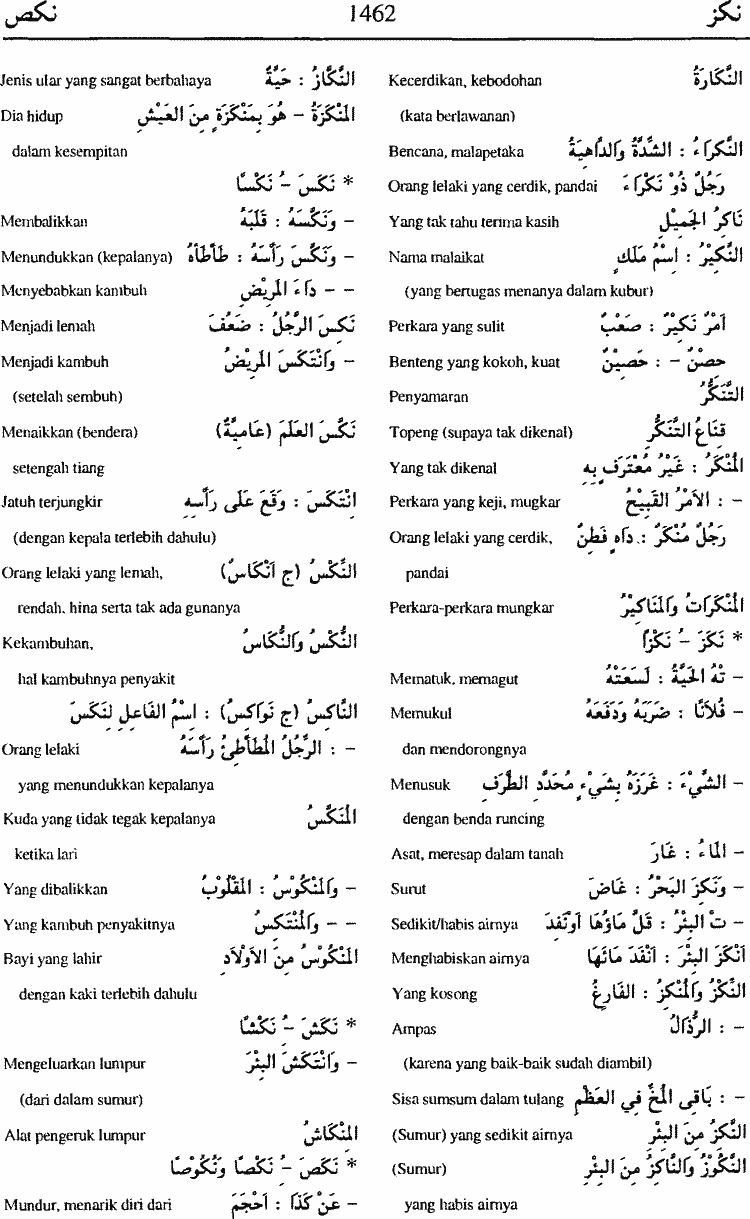 نكز 1462 نكص
النَّكَارَةُ Kecerdikan, kebodohan
(kata berlawanan)
النَّكْرَاءُ : الشِّدَّةُ وَالدَّاهِيَةُ Bencana, malapetaka
رَجُلٌ ذُوْ نَكْرَاءَ Orang lelaki yang cerdik, pandai
نَاكِرُ الجَمِيْلِ Yang tak tahu terima kasih
النَّكِيْرُ : اسْمُ مَلَكٍ Nama malaikat
(yang bertugas menanya dalam kubur)
اَمْرٌ نَكِيْرٌ : صَعْبٌ Perkara yang sulit
حِصْنٌ - : حَصِيْنٌ Benteng yang kokoh, kuat
التَّنَكُّرُ Penyamaran
قِنَاعُ التَّنَكُّرِ Topeng (supaya tak dikenal)
المُنْكَرُ : غَيْرُ مُعْتَرَفٍ بِهِ Yang tak dikenal
- : الاَمْرُ القَبِيْحُ Perkara yang keji, mugkar
رَجُلٌ مُنْكَرٌ : دَاهٍ فَطِنٌ Orang lelaki yang cerdik,
pandai
المُنْكَرَاتُ وَالمَنَاكِيْرُ Perkara-perkara mungkar
* نَكَزَ - ُ نَكْزًا
- تْهُ الحَيَّةُ : لَسَعَتْهُ Mematuk, memagut
- فُلاَنًا : ضَرَبَهُ وَدَفَعَهُ Memukul
dan mendorongnya
- الشَّيْءَ : غَرَزَهُ بِشَيْءٍ مُحَدَّدِ الطَّرَفِ Menusuk
dengan benda runcing
- المَاءُ : غَارَ Asat, meresap dalam tanah
- وَنَكِزَ البَحْرُ : غَاضَ Surut
- تْ البِئْرُ : قَلَّ مَاؤُهَا اَوْنَفِدَ Sedikit/habis airnya
اَنْكَزَ البِئْرَ : اَنْفَدَ مَائَهَا Menghabiskan airnya
النَّكِزُ وَالمُنْكِزُ : الفَارِغُ Yang kosong
- : الرُّذَالُ Ampas
(karena yang baik-baik sudah diambil)
- : بَاقِى المُخِّ فِي العَظْمِ Sisa sumsum dalam tulang
النَّكِزُ مِنَ البِئْرِ (Sumur) yang sedikit airnya
النَّكُوْزُ وَالنَّاكِزُ مِنَ البِئْرِ (Sumur)
yang habis airnya
النَّكَّازُ : حَيَّةٌ Jenis ular yang sangat berbahaya
المَنْكَزَةُ - هُوَ بِمَنْكَزَةٍ مِنَ العَيْشِ Dia hidup
dalam kesempitan
* نَكَسَ - ُ نَكْسًا
- وَنَكَّسَهُ : قَلَبَهُ Membalikkan
- وَنَكَّسَ رَأْسَهُ : طَأْطَأَهُ Menundukkan (kepalanya)
- - دَاءَ المَرِيْضِ Menyebabkan kambuh
نَكِسَ الرَّجُلُ : ضَعُفَ Menjadi lemah
- وَانْتَكَسَ المَرِيْضُ Menjadi kambuh
(setelah sembuh)
نَكَّسَ العَلَمَ (عَامِيَّةٌ) Menaikkan (bendera)
setengah tiang
انْتَكَسَ : وَقَعَ عَلَى رَأْسِهِ Jatuh terjungkir
(dengan kepala terlebih dahulu)
النِّكْسُ (ج اَنْكَاسٌ) Orang lelaki yang lemah,
rendah, hina serta tak ada gunanya
النُّكْسُ وَالنُّكَاسُ Kekambuhan,
hal kambuhnya penyakit
النَّاكِسُ (ج نَوَاكِسُ) : اسْمُ الفَاعِلِ لِنَكَسَ
- : الرَّجُلُ المُطَأْطِئُ رَأْسَهُ Orang lelaki
yang menundukkan kepalanya
المُنَكِّسُ Kuda yang tidak tegak kepalanya
ketika lari
- وَالمَنْكُوْسُ : المَقْلُوْبُ Yang dibalikkan
- - وَالمُنْتَكِسُ Yang kambuh penyakitnya
المَنْكُوْسُ مِنَ الاَوْلاَدِ Bayi yang lahir
dengan kaki terlebih dahulu
* نَكَشَ - ُ نَكْشًا
- وَانْتَكَشَ البِئْرَ Mengeluarkan lumpur
(dari dalam sumur)
المِنْكَاشُ Alat pengeruk lumpur
* نَكَصَ - ُ نَكْصًا وَنُكُوْصًا
- عَنْ كَذَا : اَحْجَمَ Mundur, menarik diri dari